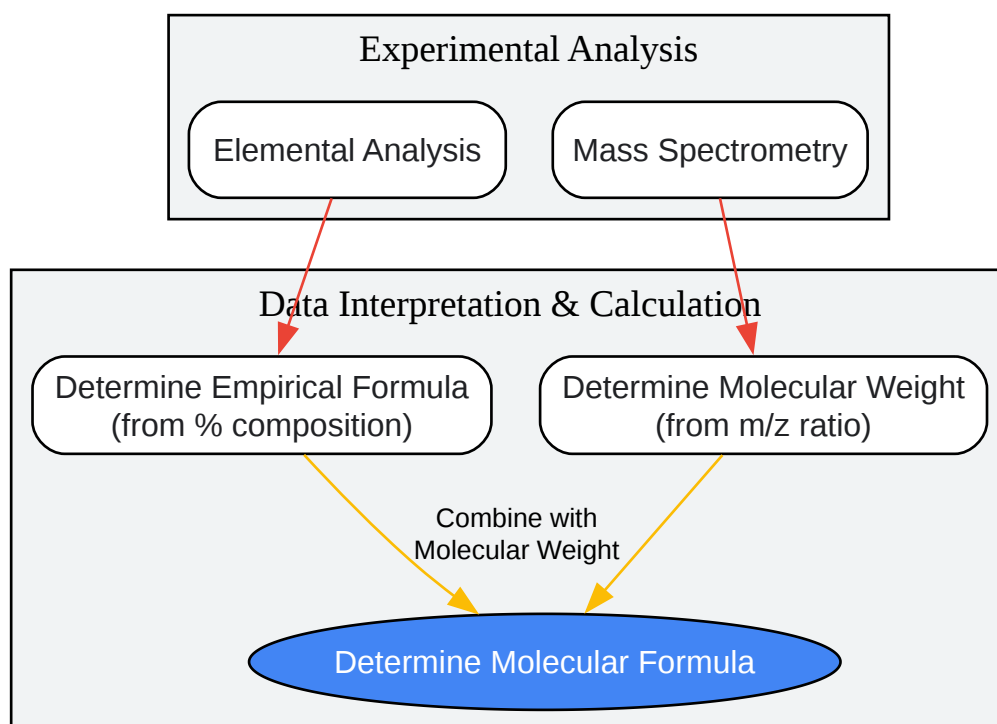 Experimental Analysis
Elemental Analysis
Mass Spectrometry
Data Interpretation & Calculation
Determine Empirical Formula
(from % composition)
Determine Molecular Weight
(from m/z ratio)
Combine with
Molecular Weight
Determine Molecular Formula